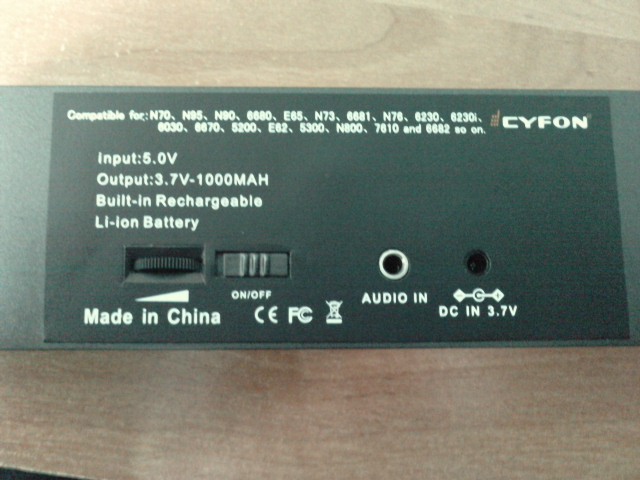 Compatible for:N70、N95、N90、6680、E65、N73、6681、N76、6230、6230i、
6030、6670、5200、E62、5300、N800、7610 and 6682 so on.
CYFON
Input:5.0V
Output:3.7V-1000MAH
Built-in Rechargeable
Li-ion Battery
ON/OFF
AUDIO IN
DC IN 3.7V
Made in China
CE FC